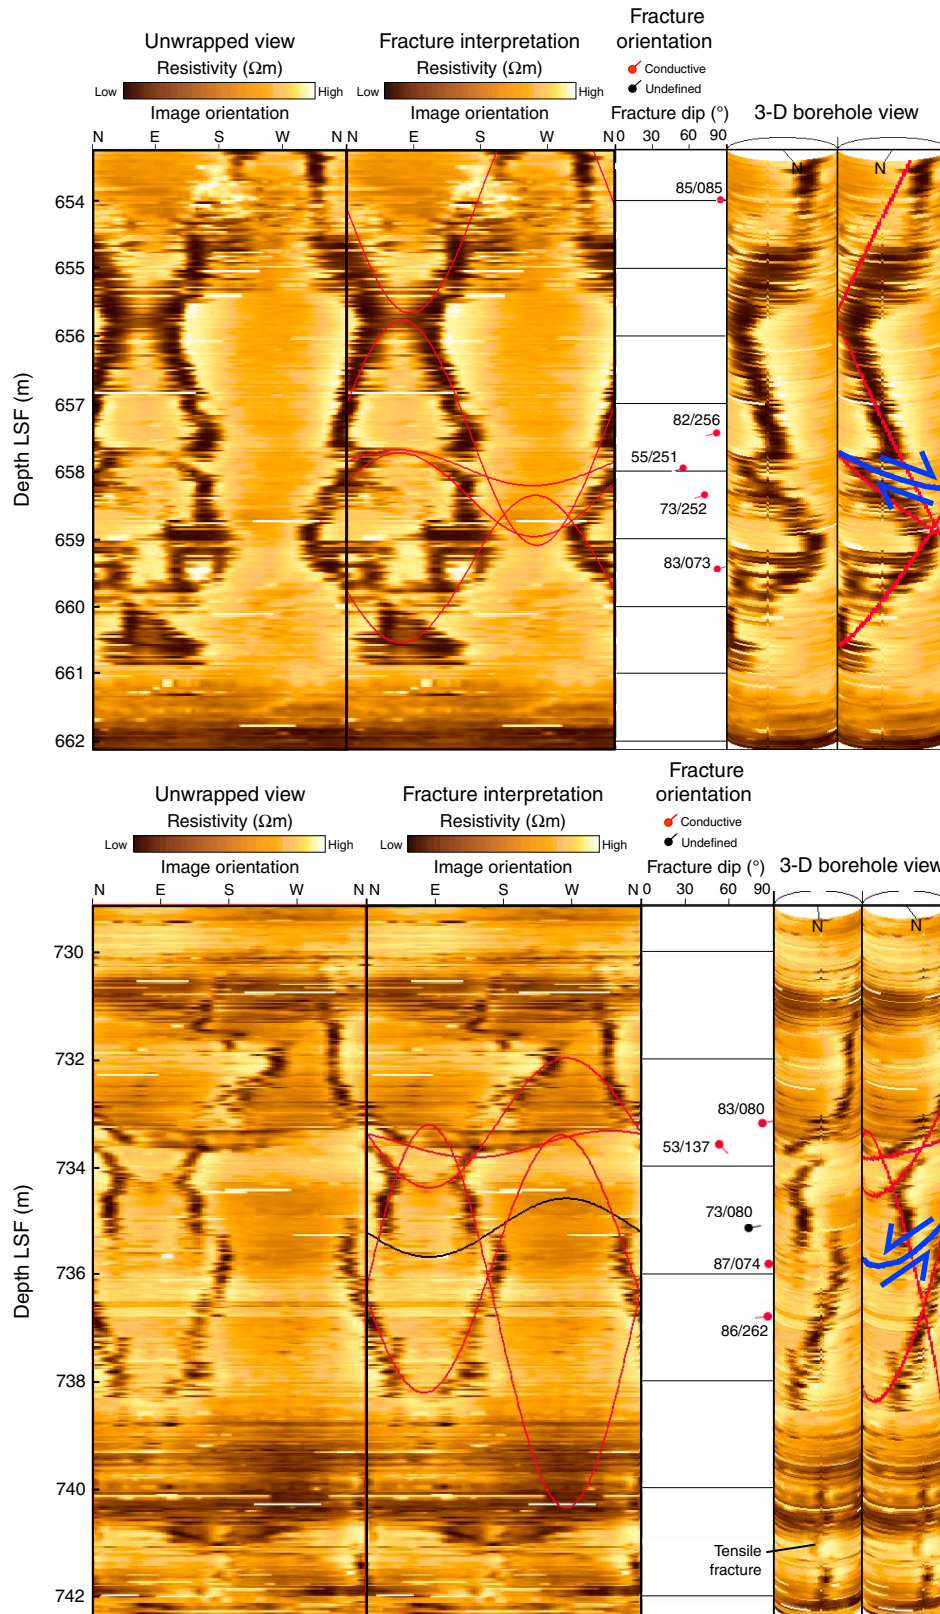 Fracture
orientation
Unwrapped view
Fracture interpretation
Resistivity (Ωm)
Resistivity (Ωm)
Conductive
Low
High
Low
High
Undefined
Image orientation
Image orientation
Fracture dip (°)
3-D borehole view
N E S W N
E S W N
0 30 60 90
N
N
Depth LSF (m)
654
655
656
657
658
659
660
661
662
85/085
82/256
55/251
73/252
83/073
Fracture
orientation
Unwrapped view
Fracture interpretation
Resistivity (Ωm)
Resistivity (Ωm)
Conductive
Low
High
Low
High
Undefined
Image orientation
Image orientation
Fracture dip (°)
3-D borehole view
N E S W N
N E S W N
0 30 60 90
N
N
Depth LSF (m)
730
732
734
736
738
740
742
83/080
53/137
73/080
87/074
86/262
Tensile
fracture